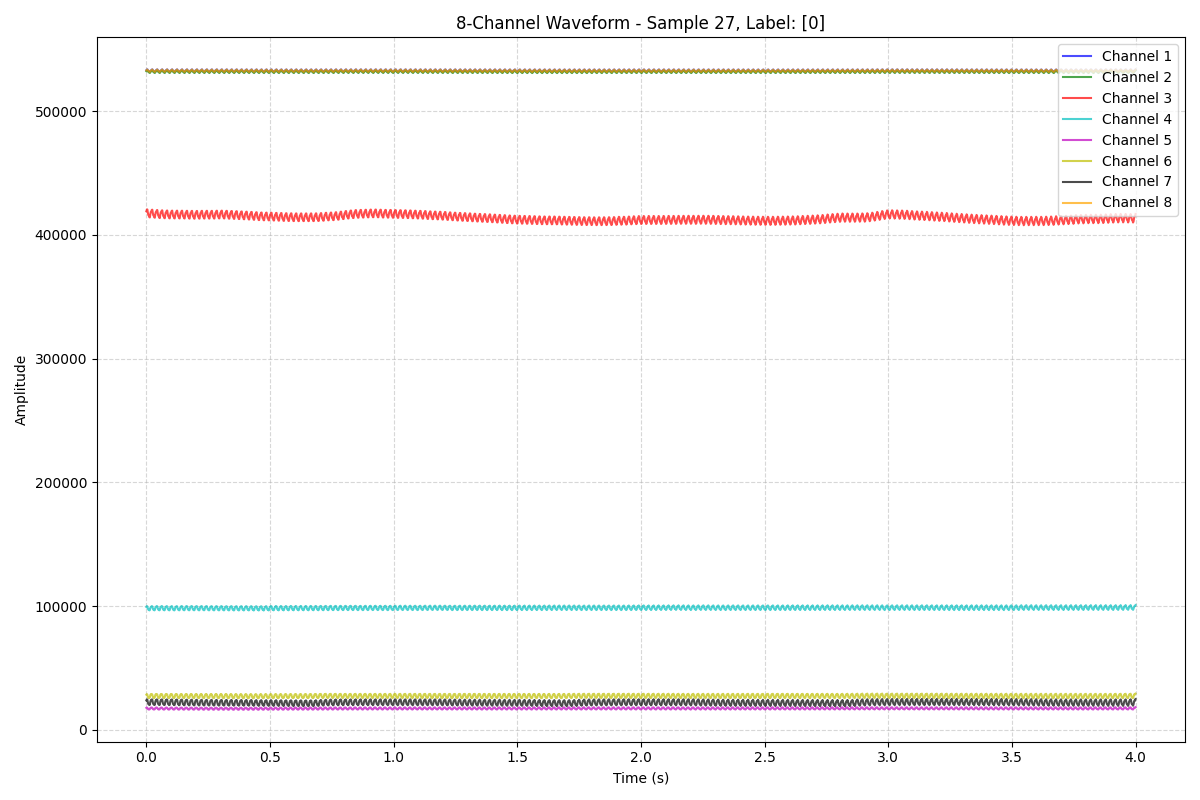 8-Channel Waveform - Sample 27, Label: [0]
Channel 1
Channel 2
Channel 3
Channel 4
Channel 5
Channel 6
Channel 7
Channel 8
Amplitude
500000
400000
300000
200000
100000
0
0.0 0.5 1.0 1.5 2.0 2.5 3.0 3.5 4.0
Time (s)